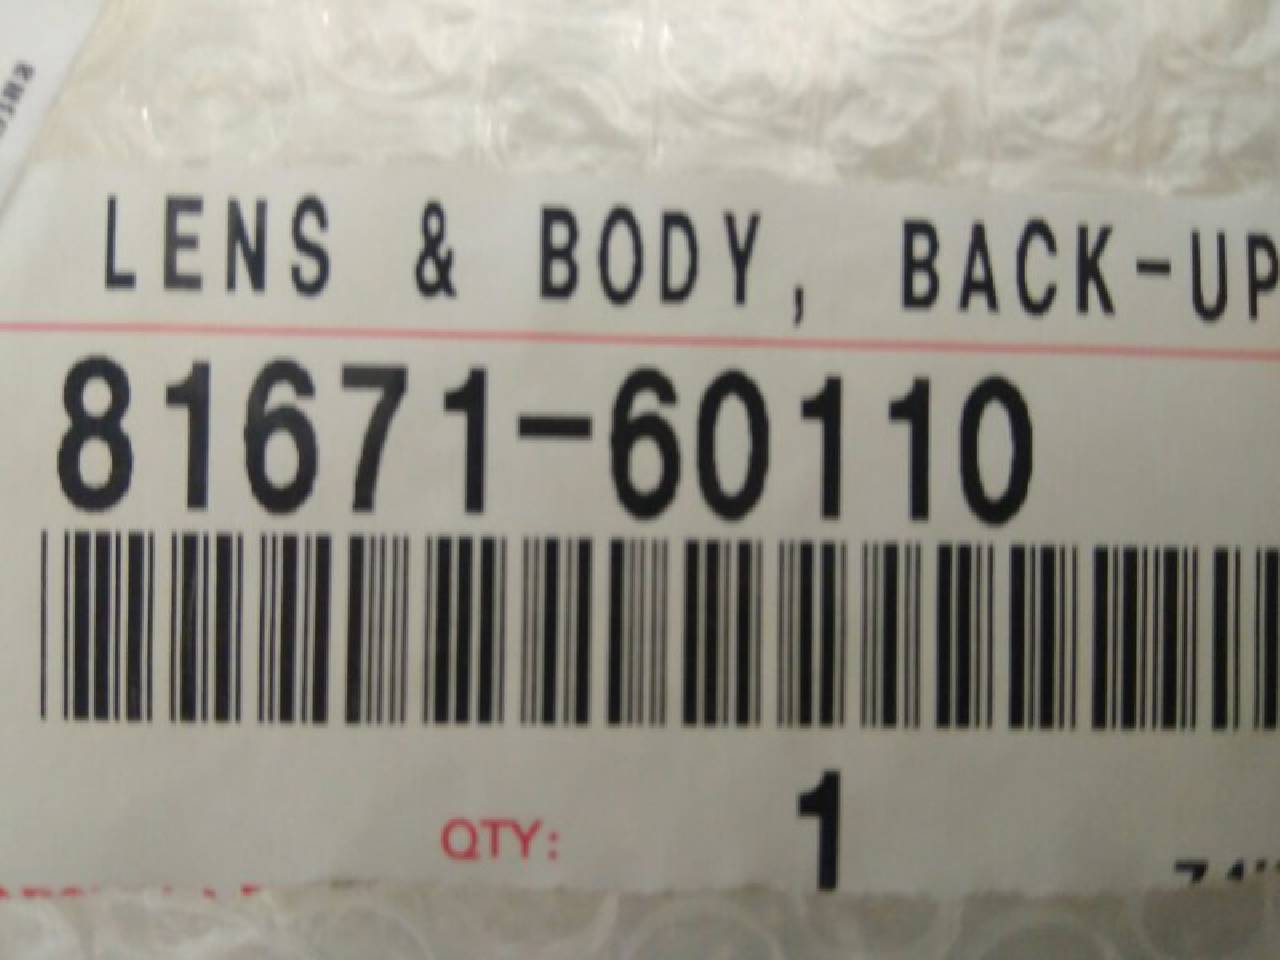 LENS & BODY, BACK-UP
81671-60110
QTY: 1